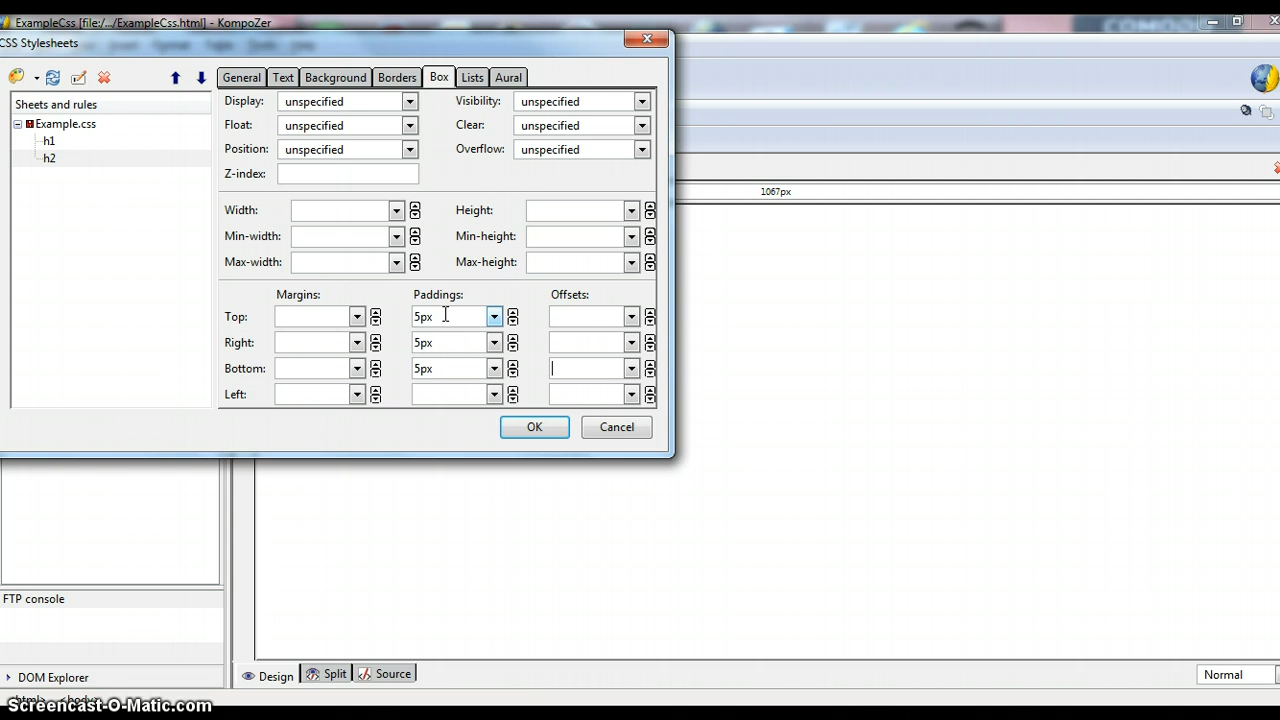 ExampleCss [file:/.../ExampleCss.html] - KompoZer
CSS Stylesheets
General Text Background Borders Box Lists Aural
Sheets and rules
Example.css
h1
h2
Display: unspecified Visibility: unspecified
Float: unspecified Clear: unspecified
Position: unspecified Overflow: unspecified
Z-index:
Width: Height:
Min-width: Min-height:
Max-width: Max-height:
Margins: Paddings: Offsets:
Top: 5px
Right: 5px
Bottom: 5px
Left:
OK Cancel
1067px
FTP console
DOM Explorer
Design Split Source Normal
Screencast-O-Matic.com